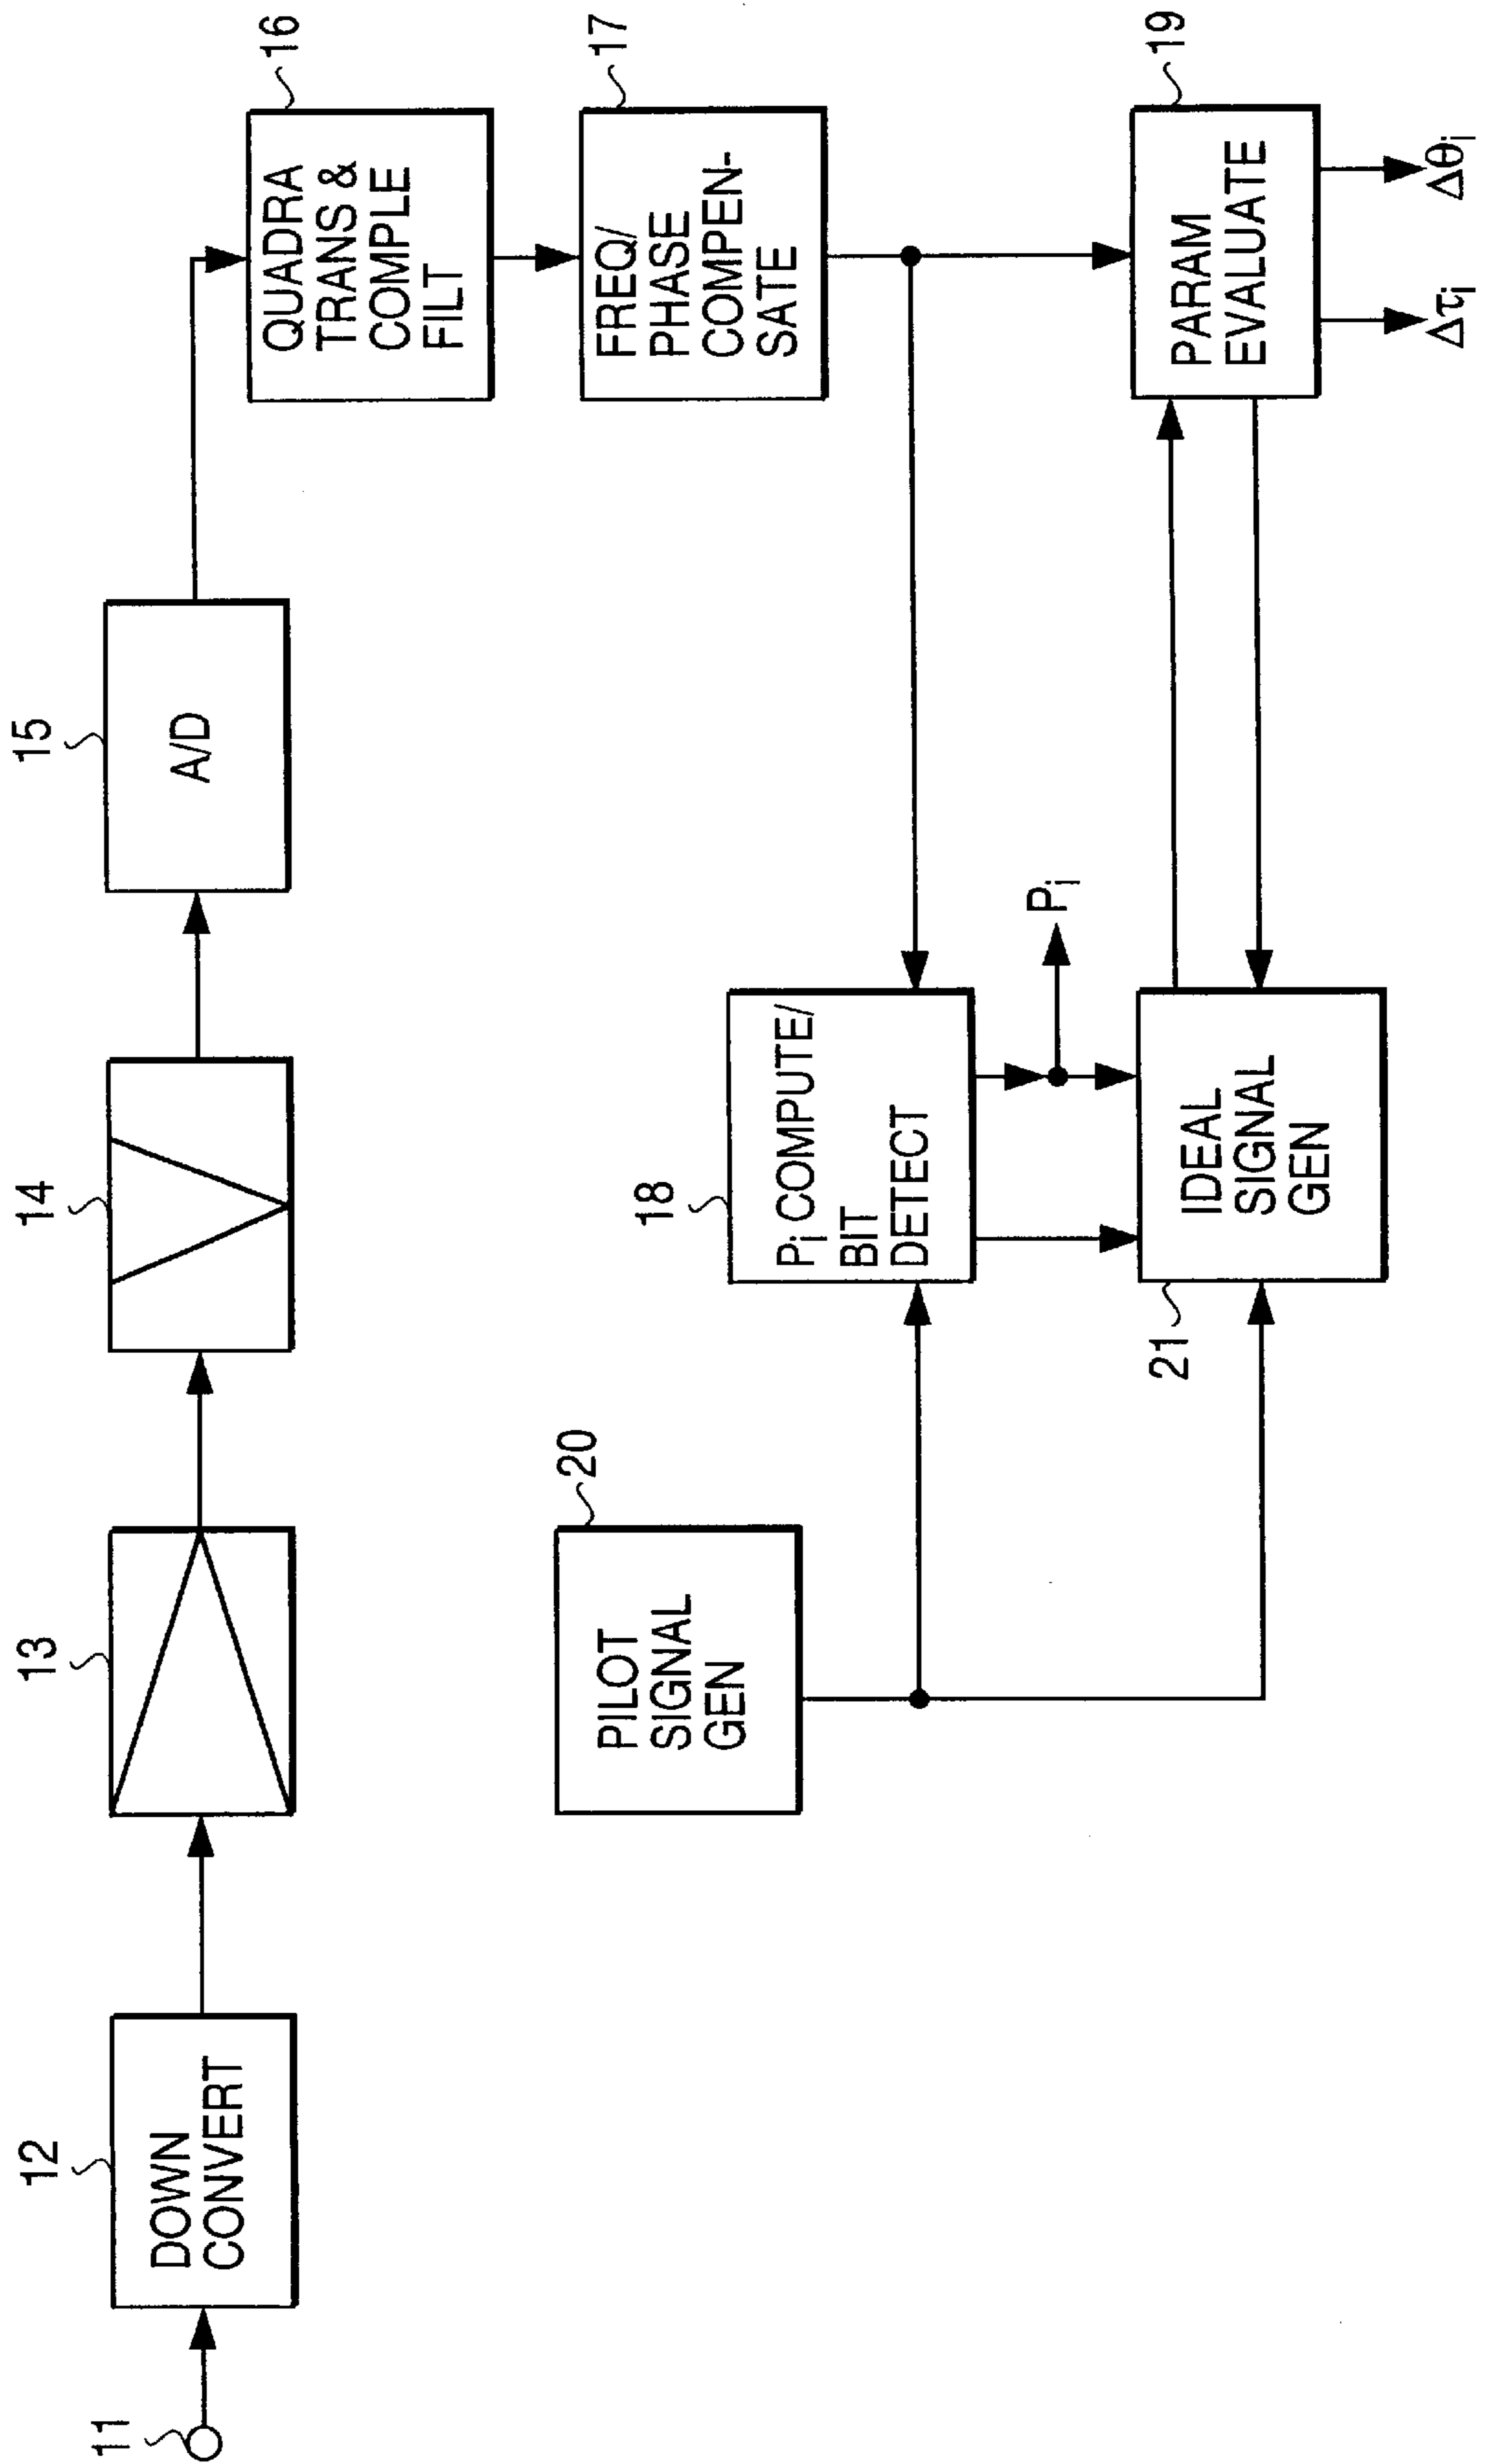 11
12
DOWN
CONVERT
13
14
15
A/D
16
QUADRA
TRANS &
COMPLE
FILT
17
FREQ/
PHASE
COMPEN-
SATE
20
PILOT
SIGNAL
GEN
18
Pi COMPUTE/
BIT
DETECT
Pi
21
IDEAL
SIGNAL
GEN
19
PARAM
EVALUATE
Δτi
Δθi